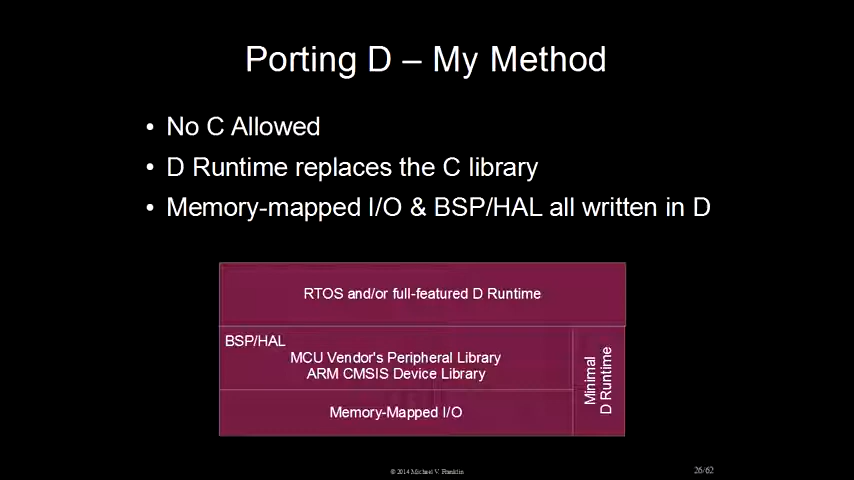 Porting D – My Method
• No C Allowed
• D Runtime replaces the C library
• Memory-mapped I/O & BSP/HAL all written in D
RTOS and/or full-featured D Runtime
BSP/HAL
MCU Vendor's Peripheral Library
ARM CMSIS Device Library
Minimal
D Runtime
Memory-Mapped I/O
© 2014 Michael V. Franklin
26/62